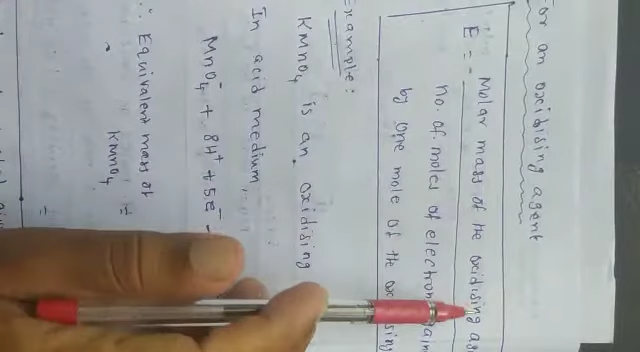 For an oxidising agent
E = Molar mass of the oxidising
no. of moles of electrons
by one mole of the
Example:
KMnO4 is an oxidising
In acid medium,
MnO4- + 8H+ + 5e-
∴ Equivalent mass of
KMnO4 =
=